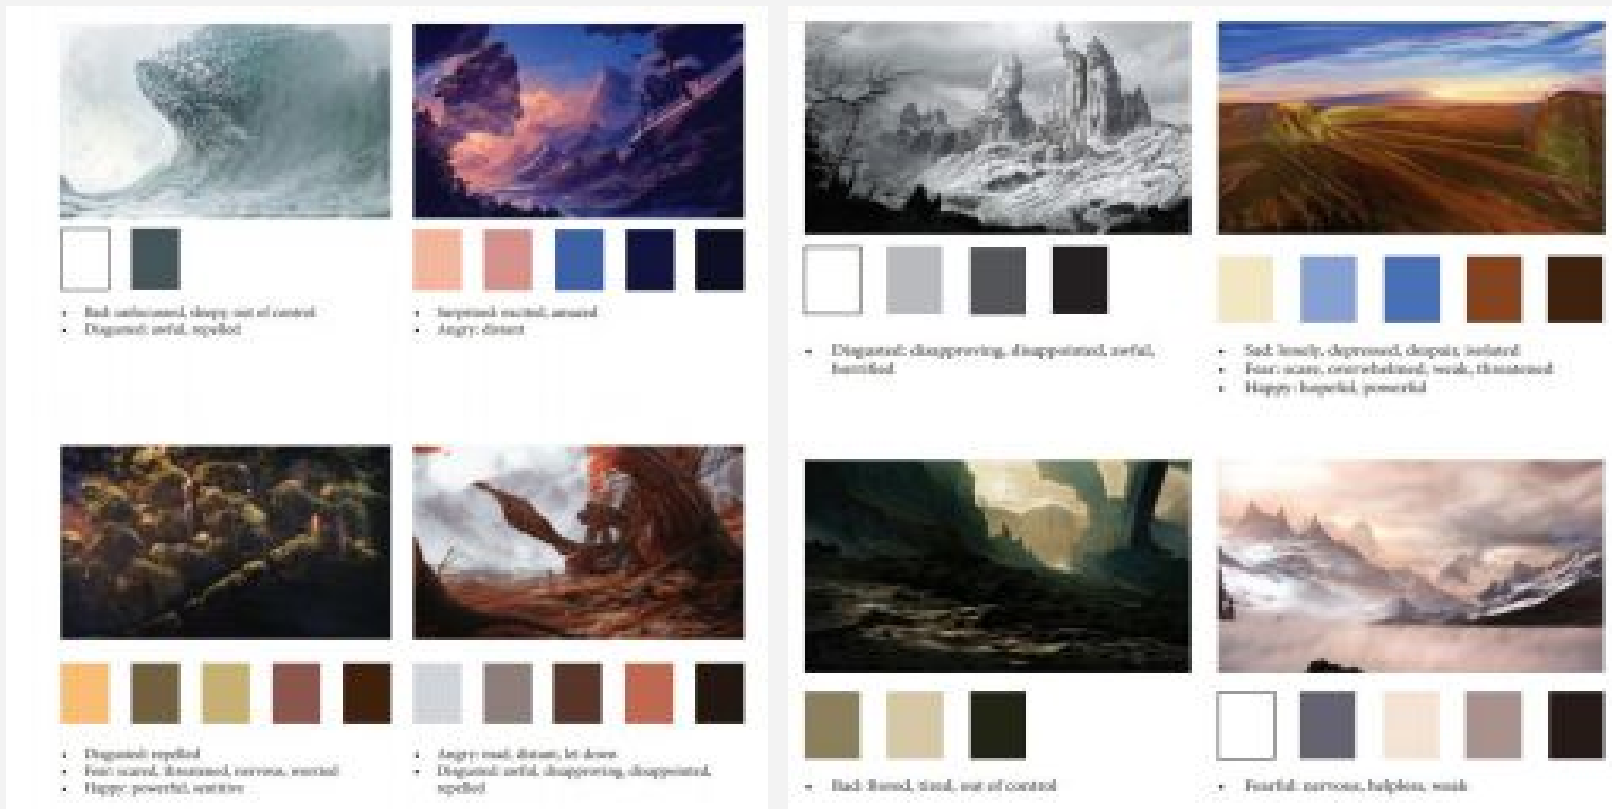 • Bad: unfocused, sleepy, out of control
• Disgusted: awful, repelled
• Surprised: excited, amazed
• Angry: distant
• Disgusted: repelled
• Fear: scared, threatened, nervous, worried
• Happy: powerful, sensitive
• Angry: mad, distant, let down
• Disgusted: awful, disapproving, disappointed,
repelled
• Disgusted: disapproving, disappointed, awful,
horrified
• Sad: lonely, depressed, despair, isolated
• Fear: scare, overwhelmed, weak, threatened
• Happy: hopeful, powerful
• Bad: Bored, tired, out of control
• Fearful: nervous, helpless, weak